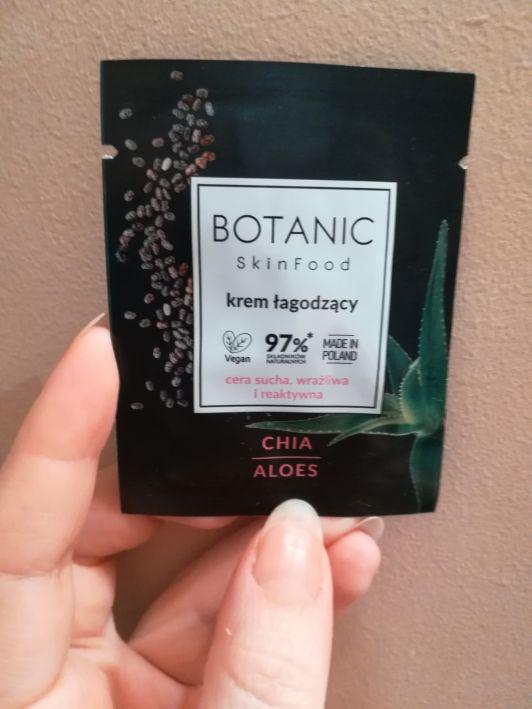 BOTANIC
SkinFood
krem łagodzący
Vegan
97%*
SKŁADNIKÓW
NATURALNYCH
MADE IN
POLAND
cera sucha, wrażliwa
i reaktywna
CHIA
ALOES